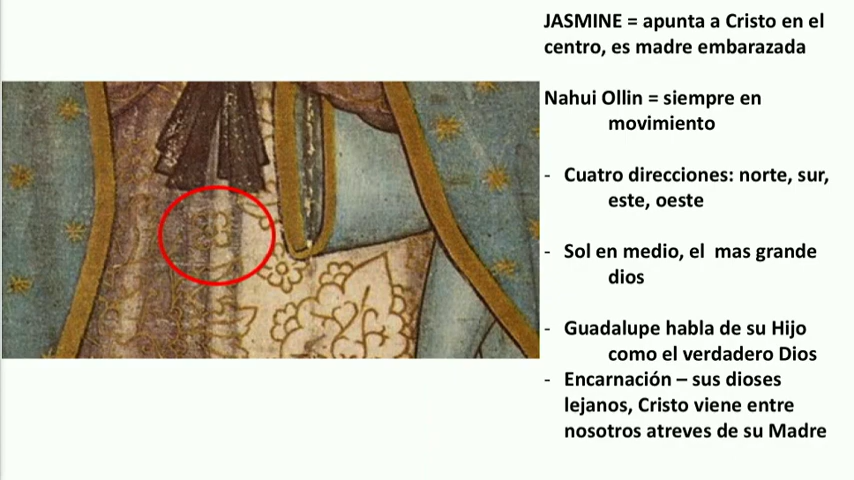 JASMINE = apunta a Cristo en el
centro, es madre embarazada
Nahui Ollin = siempre en
movimiento
- Cuatro direcciones: norte, sur,
este, oeste
- Sol en medio, el mas grande
dios
- Guadalupe habla de su Hijo
como el verdadero Dios
- Encarnación – sus dioses
lejanos, Cristo viene entre
nosotros atreves de su Madre